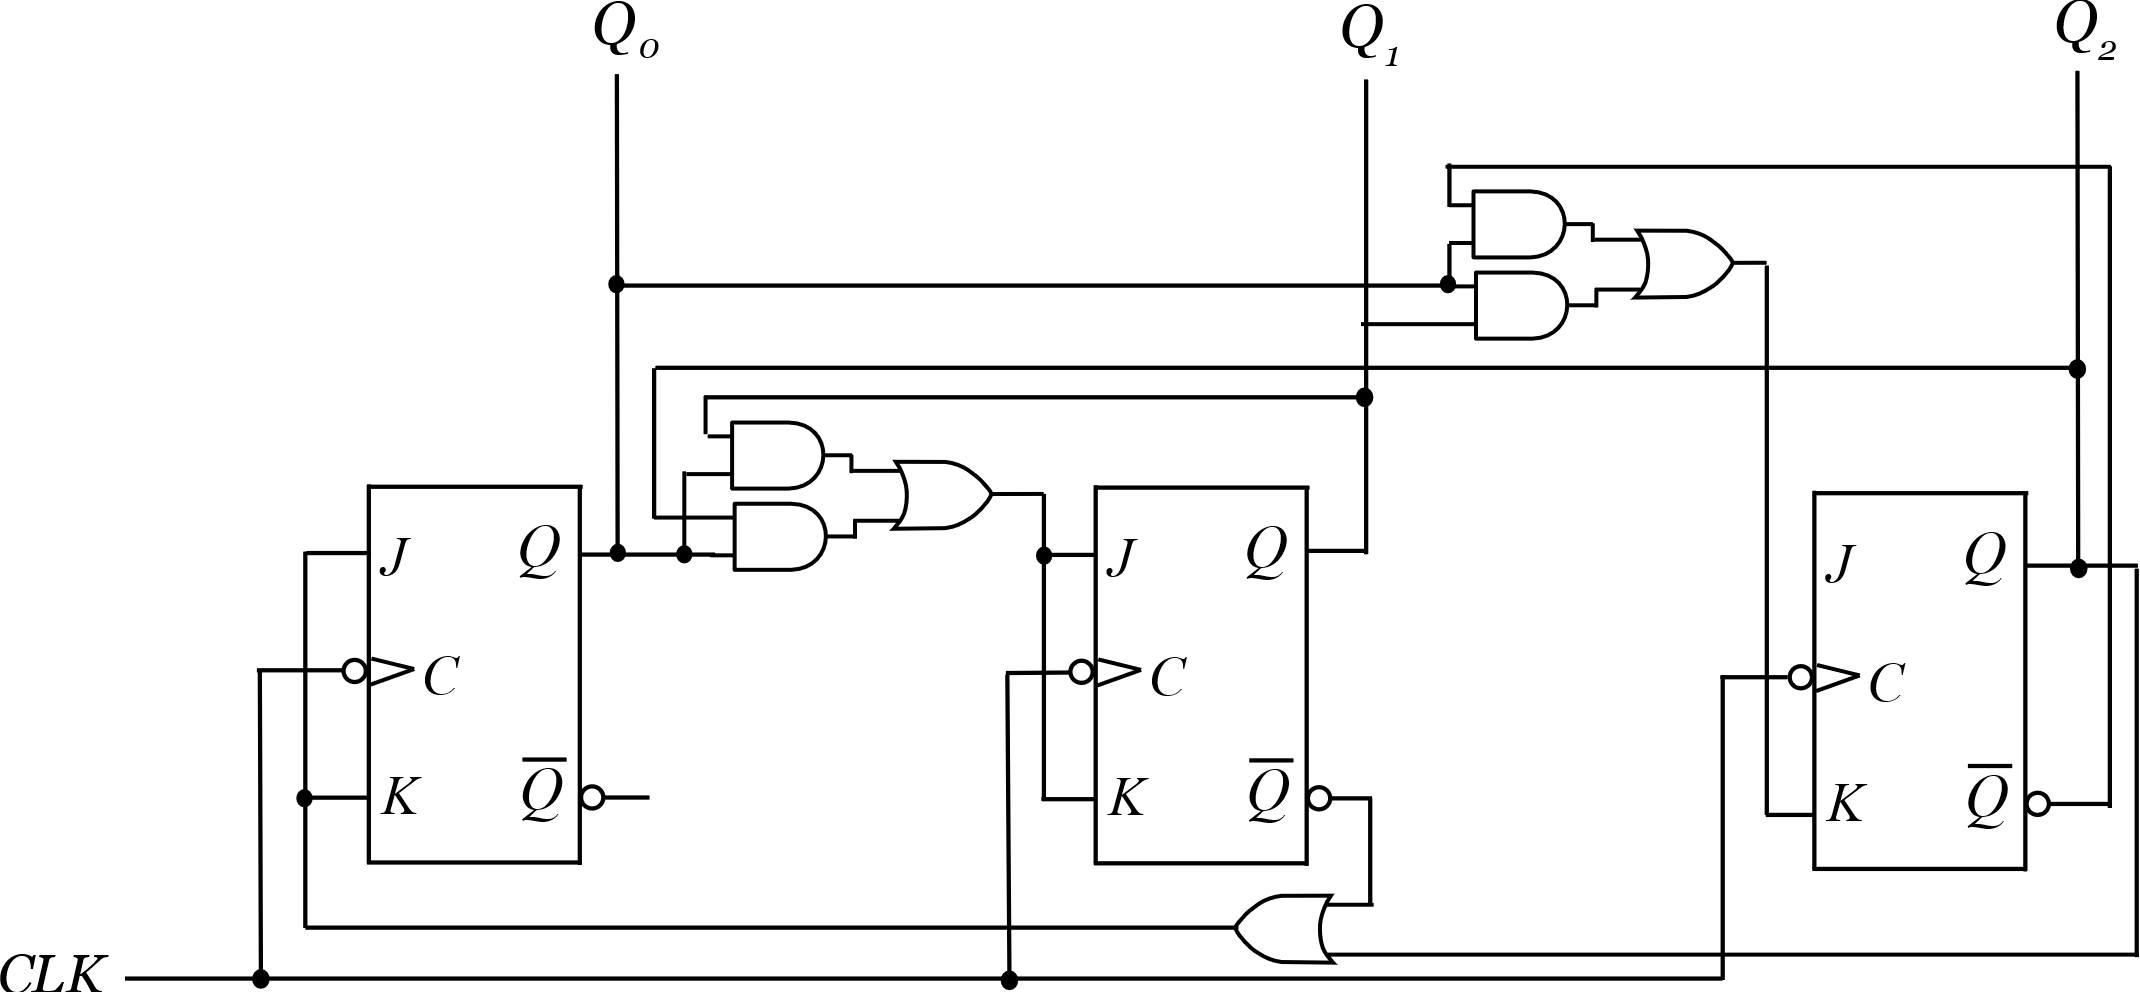 Q₀ Q₁ Q₂
J Q J Q J Q
C C C
K Q̅ K Q̅ K Q̅
CLK